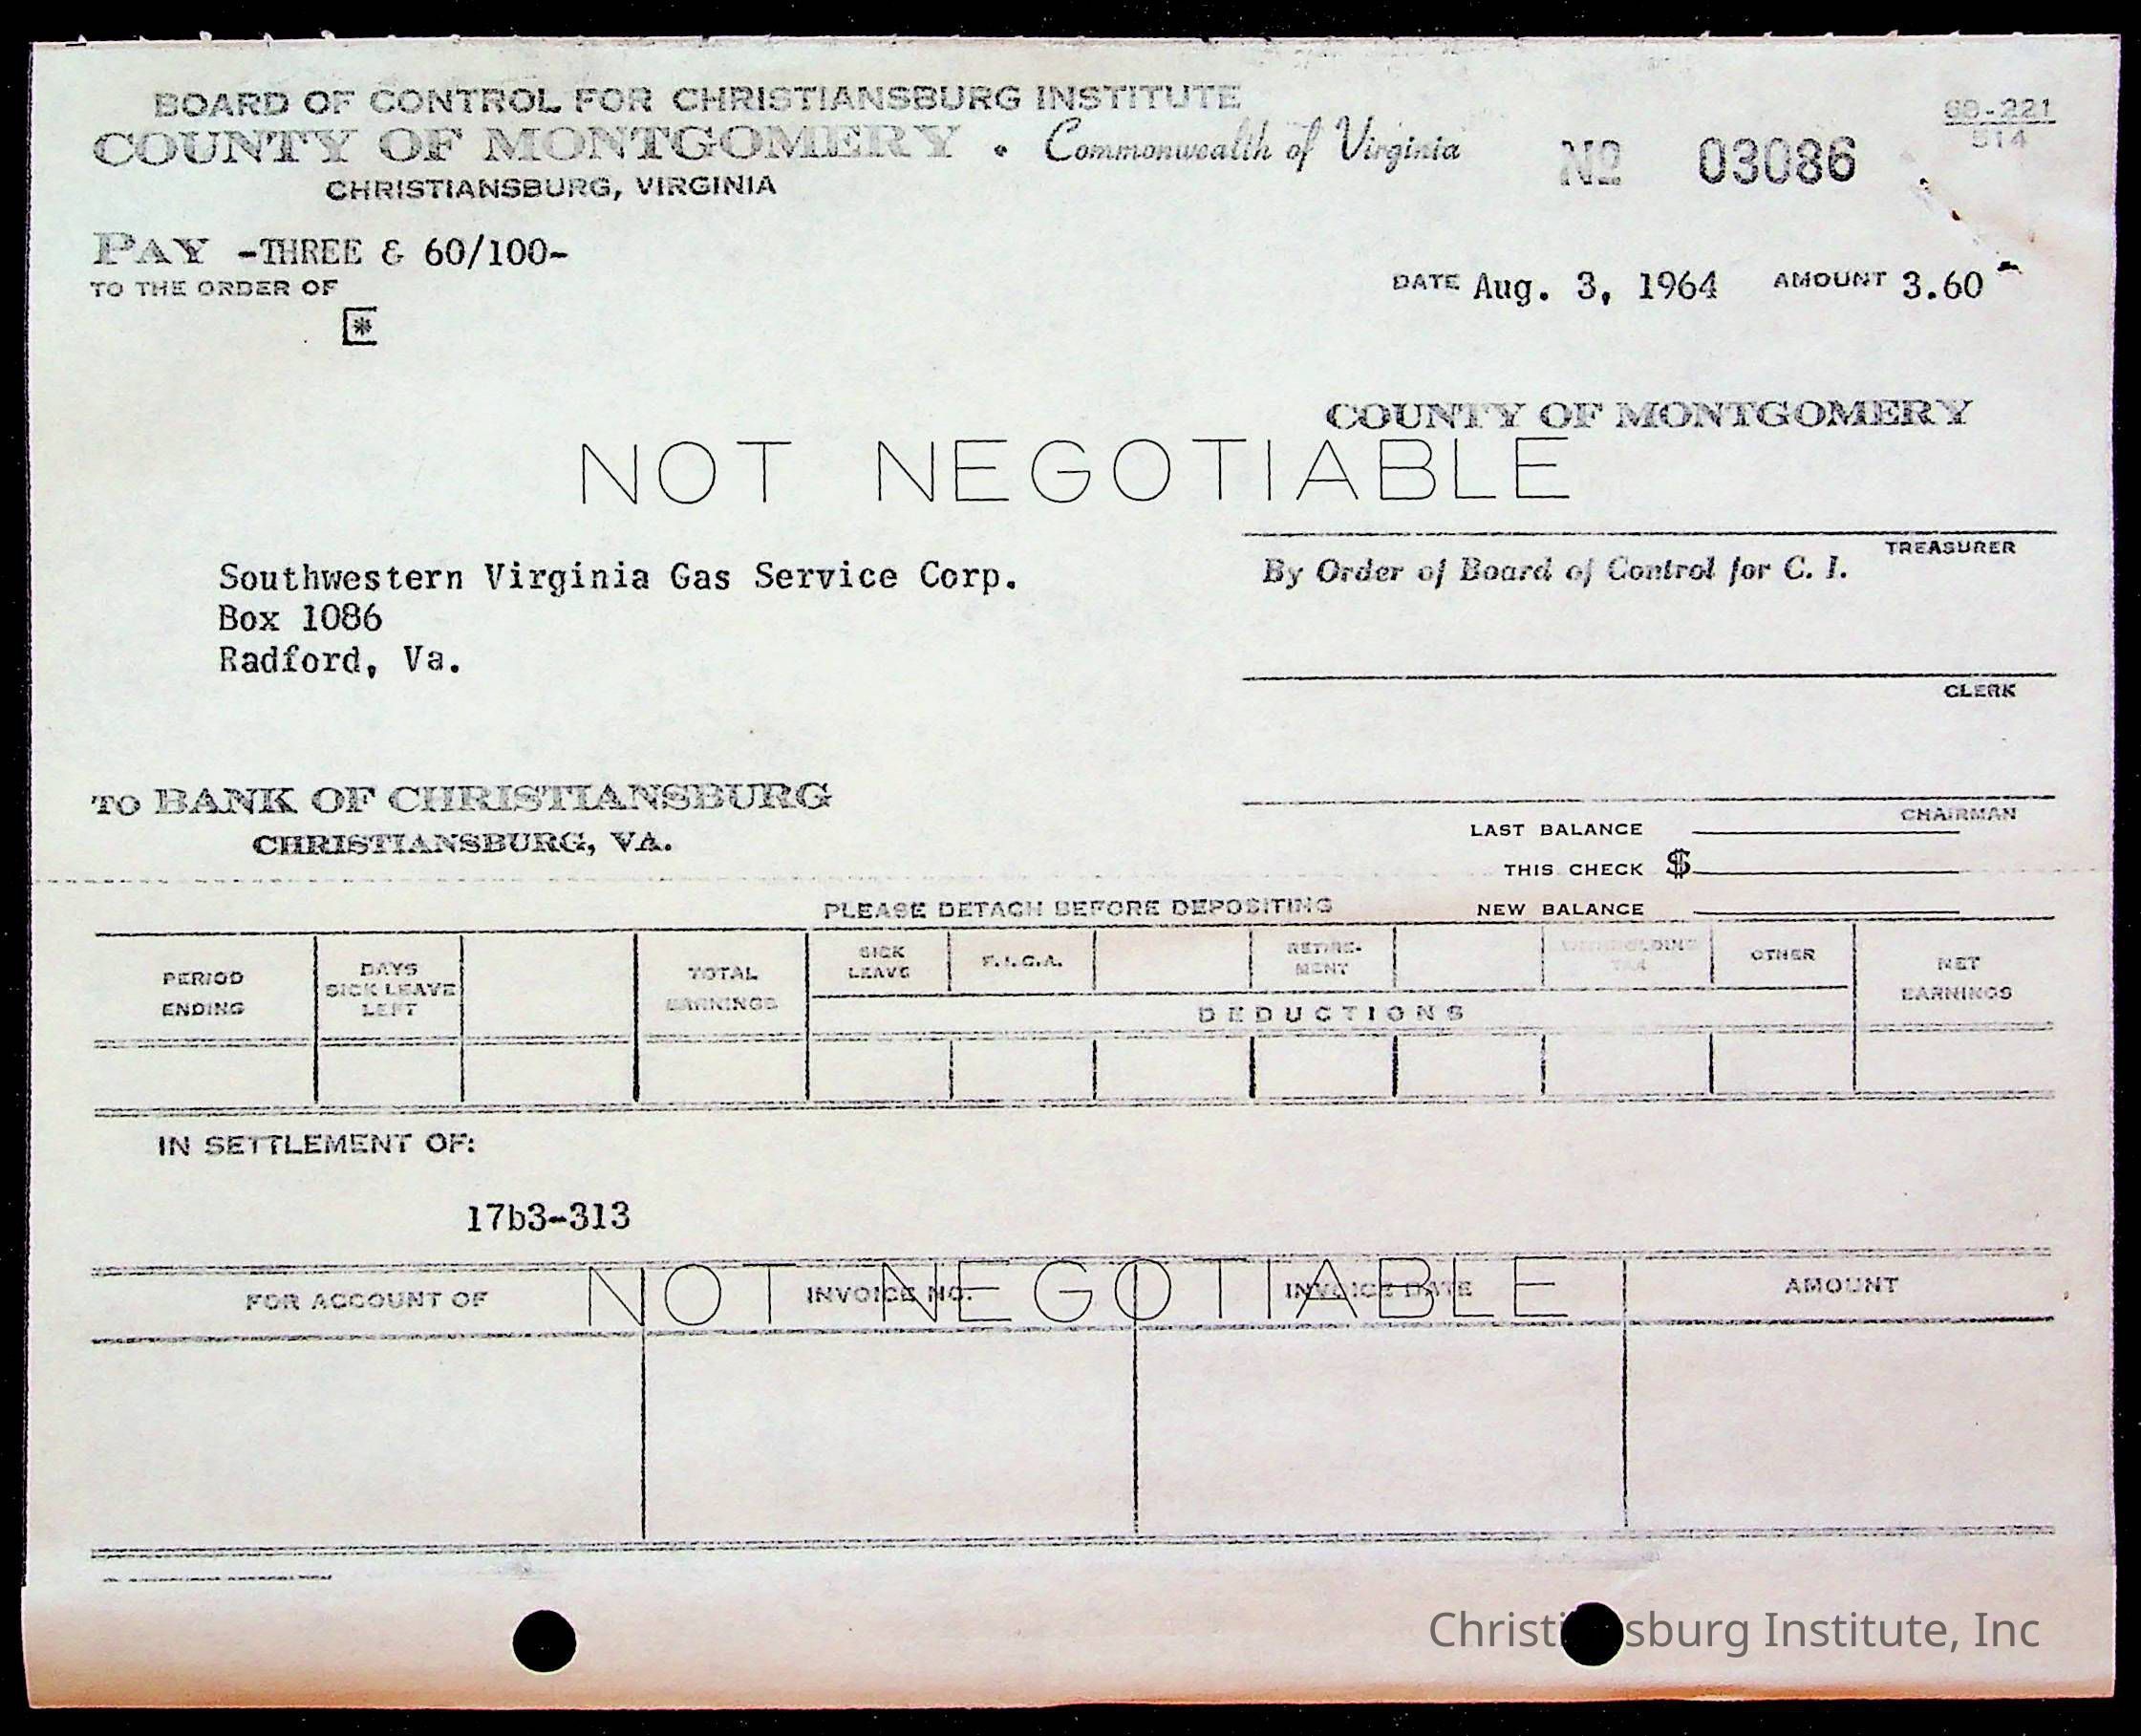 BOARD OF CONTROL FOR CHRISTIANSBURG INSTITUTE
COUNTY OF MONTGOMERY • Commonwealth of Virginia
CHRISTIANSBURG, VIRGINIA
No 03086
514
PAY -THREE & 60/100-
TO THE ORDER OF
*
DATE Aug. 3, 1964 AMOUNT 3.60
COUNTY OF MONTGOMERY
NOT NEGOTIABLE
TREASURER
By Order of Board of Control for C. I.
Southwestern Virginia Gas Service Corp.
Box 1086
Radford, Va.
CLERK
TO BANK OF CHRISTIANSBURG
CHRISTIANSBURG, VA.
CHAIRMAN
LAST BALANCE
THIS CHECK $
NEW BALANCE
PLEASE DETACH BEFORE DEPOSITING
PERIOD ENDING
DAYS SICK LEAVE LEFT
TOTAL EARNINGS
SICK LEAVE
F.I.C.A.
RETIRE-MENT
WITHHOLDING TAX
OTHER
NET EARNINGS
DEDUCTIONS
IN SETTLEMENT OF:
17b3-313
NOT NEGOTIABLE
FOR ACCOUNT OF
INVOICE NO.
INVOICE DATE
AMOUNT
Christiansburg Institute, Inc